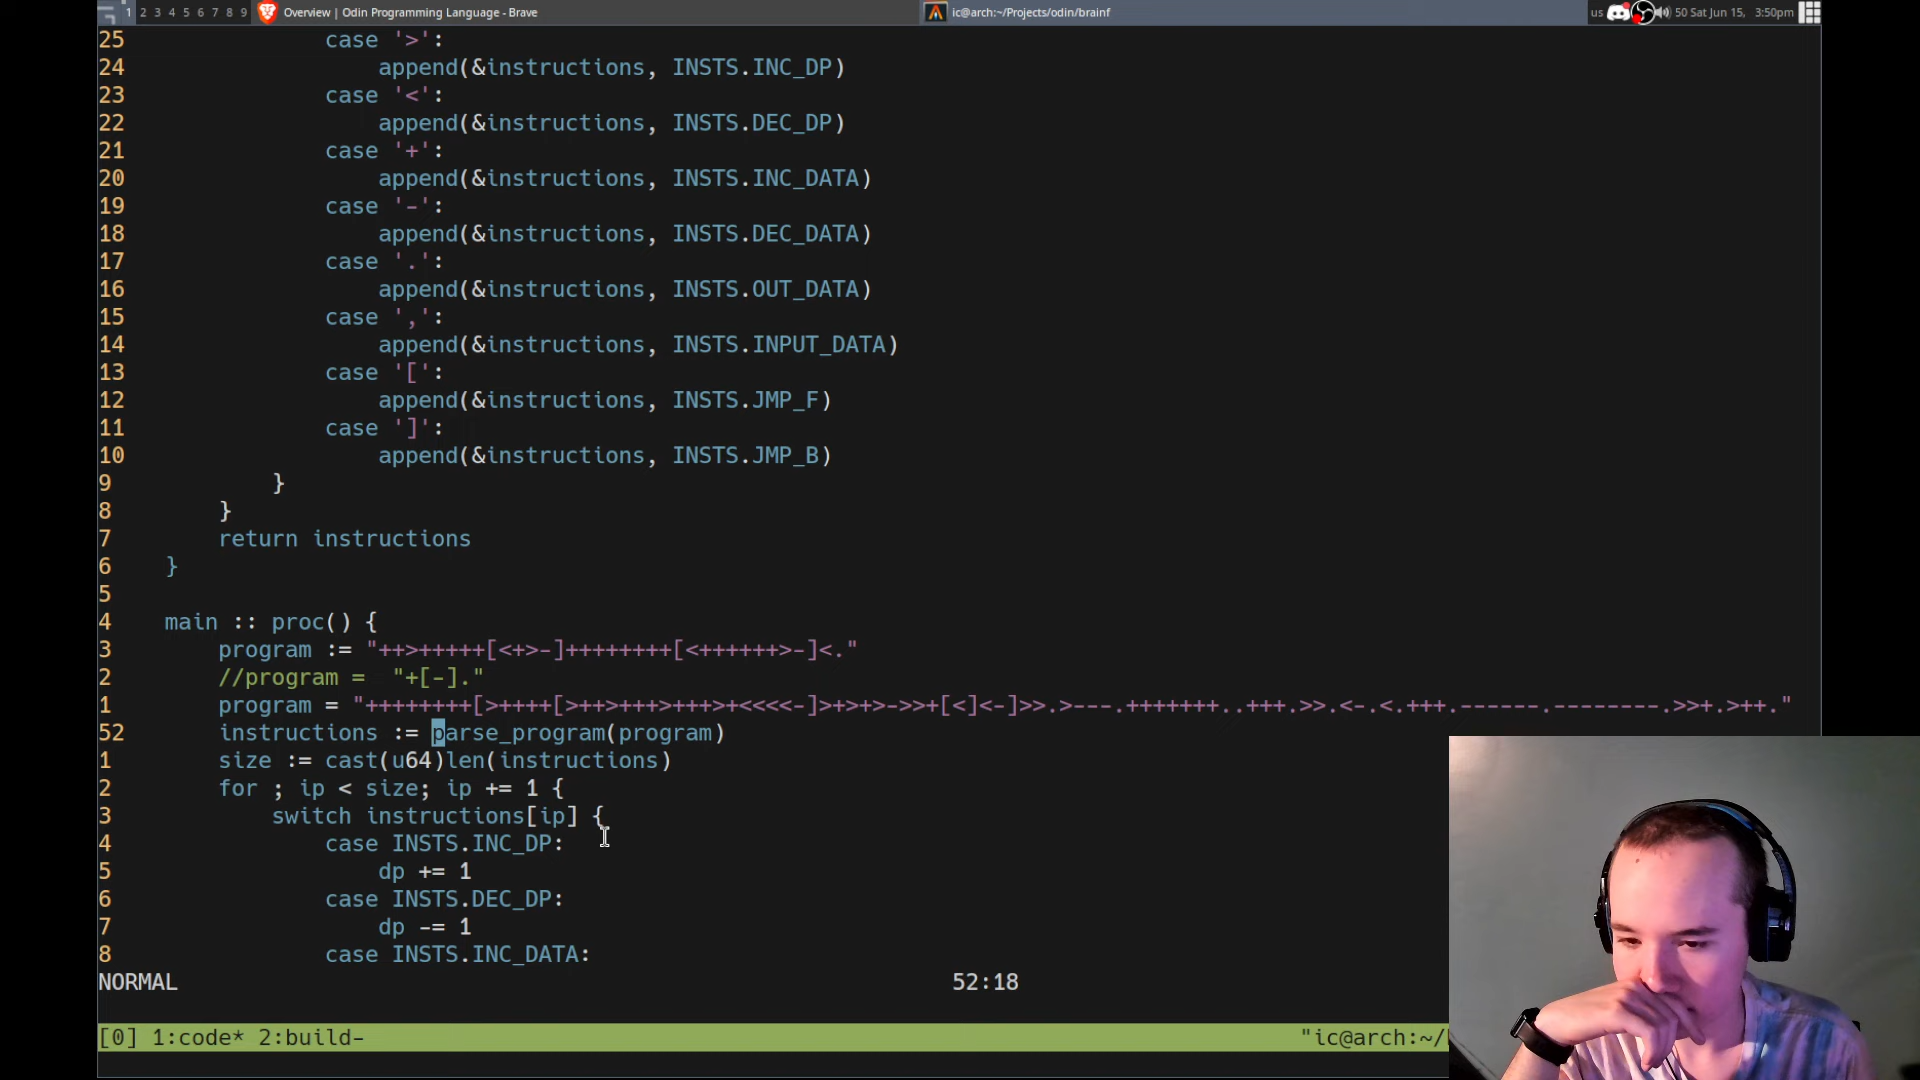 1 2 3 4 5 6 7 8 9 Overview | Odin Programming Language - Brave ic@arch:~/Projects/odin/brainf us 50 Sat Jun 15, 3:50pm
25 case '>':
24 append(&instructions, INSTS.INC_DP)
23 case '<':
22 append(&instructions, INSTS.DEC_DP)
21 case '+':
20 append(&instructions, INSTS.INC_DATA)
19 case '-':
18 append(&instructions, INSTS.DEC_DATA)
17 case '.':
16 append(&instructions, INSTS.OUT_DATA)
15 case ',':
14 append(&instructions, INSTS.INPUT_DATA)
13 case '[':
12 append(&instructions, INSTS.JMP_F)
11 case ']':
10 append(&instructions, INSTS.JMP_B)
9 }
8 }
7 return instructions
6 }
5
4 main :: proc() {
3 program := "++>+++++[<+>-]++++++++[<++++++>-]<."
2 //program = "+[-]."
1 program = "++++++++[>++++[>++>+++>+++>+<<<<-]>+>+>->>+[<]<-]>>.>---.+++++++..+++.>>.<-.<.+++.------.--------.>>+.>++."
52 instructions := parse_program(program)
1 size := cast(u64)len(instructions)
2 for ; ip < size; ip += 1 {
3 switch instructions[ip] {
4 case INSTS.INC_DP:
5 dp += 1
6 case INSTS.DEC_DP:
7 dp -= 1
8 case INSTS.INC_DATA:
NORMAL 52:18
[0] 1:code* 2:build- "ic@arch:~/